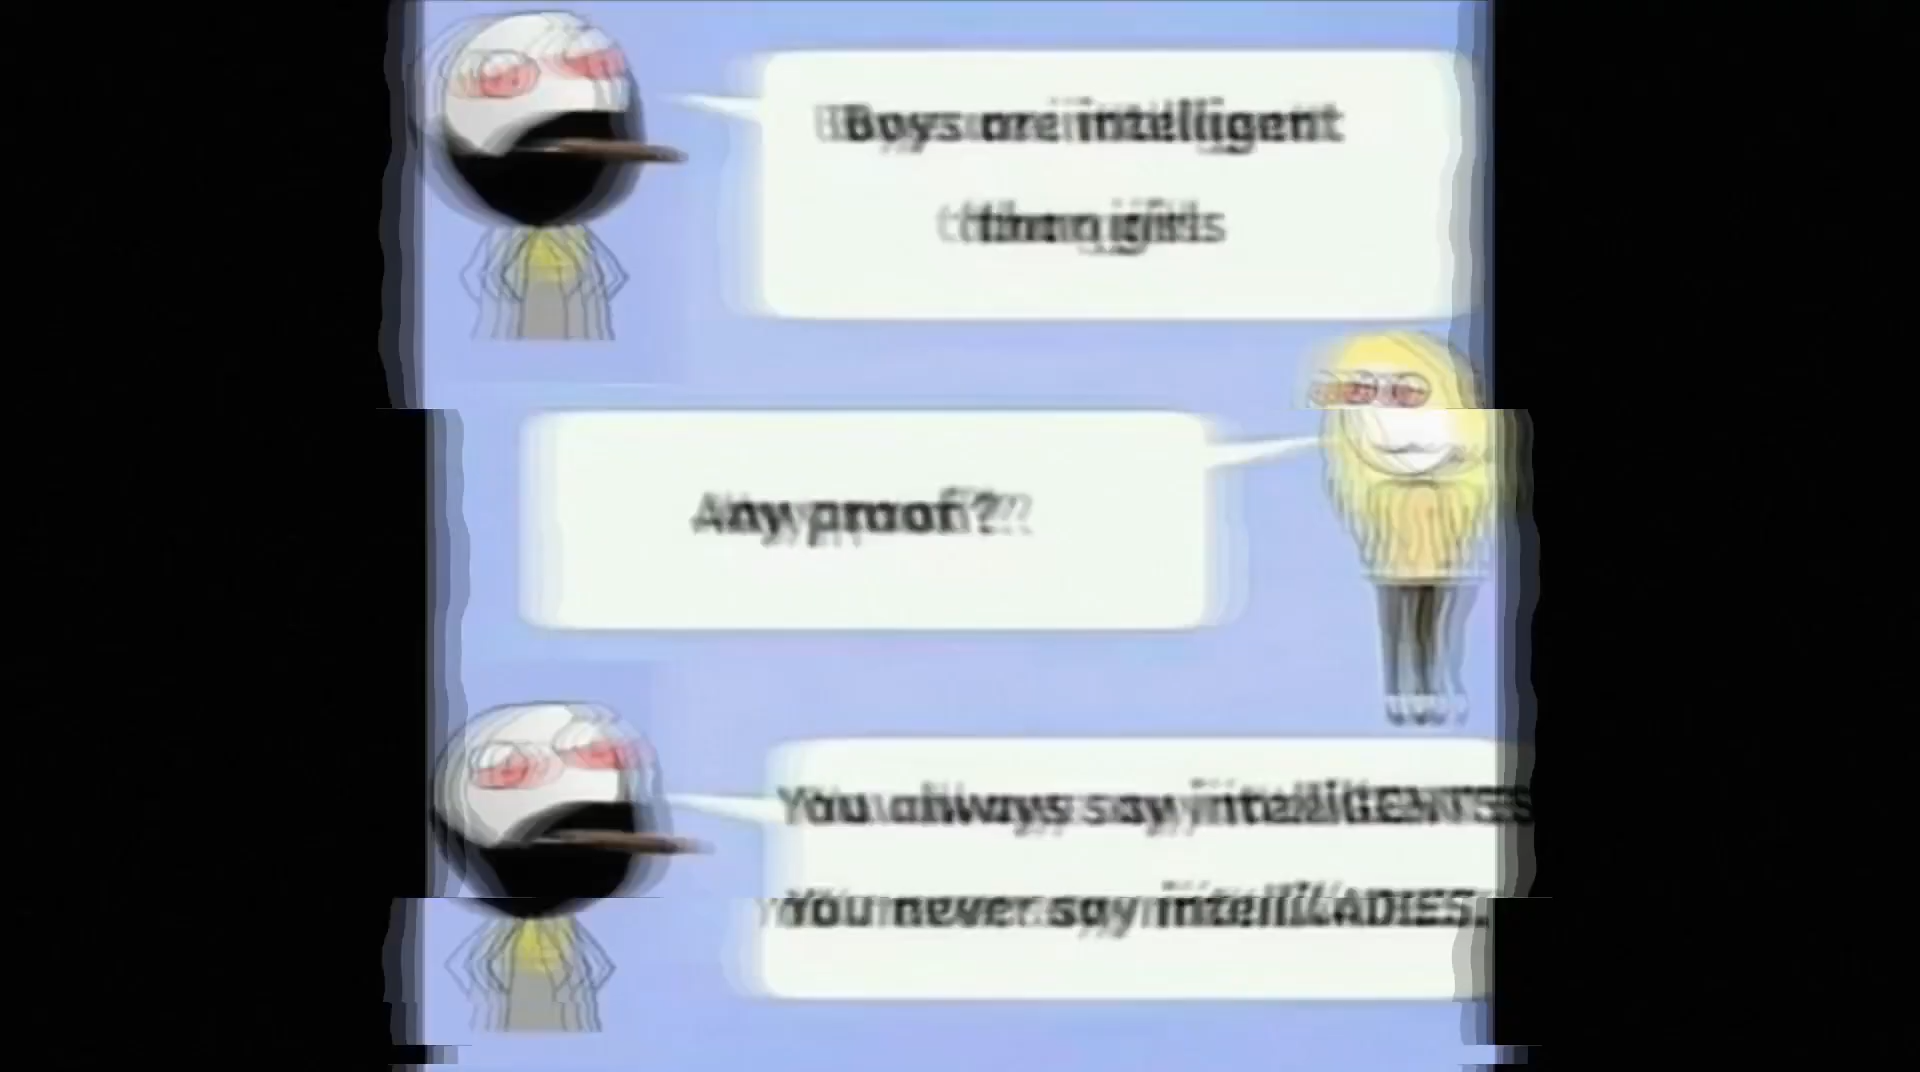 Boys are intelligent
than girls
Any proof?
You always say intelliGENTS
You never say intelliLADIES.